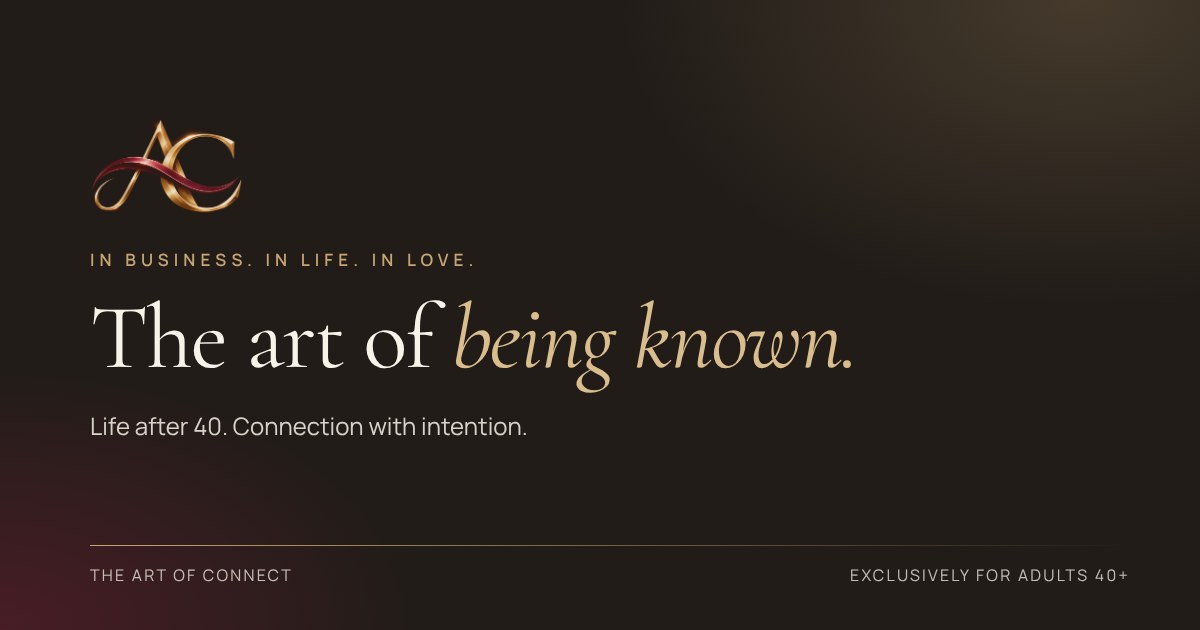 AC
IN BUSINESS. IN LIFE. IN LOVE.
The art of being known.
Life after 40. Connection with intention.
THE ART OF CONNECT
EXCLUSIVELY FOR ADULTS 40+